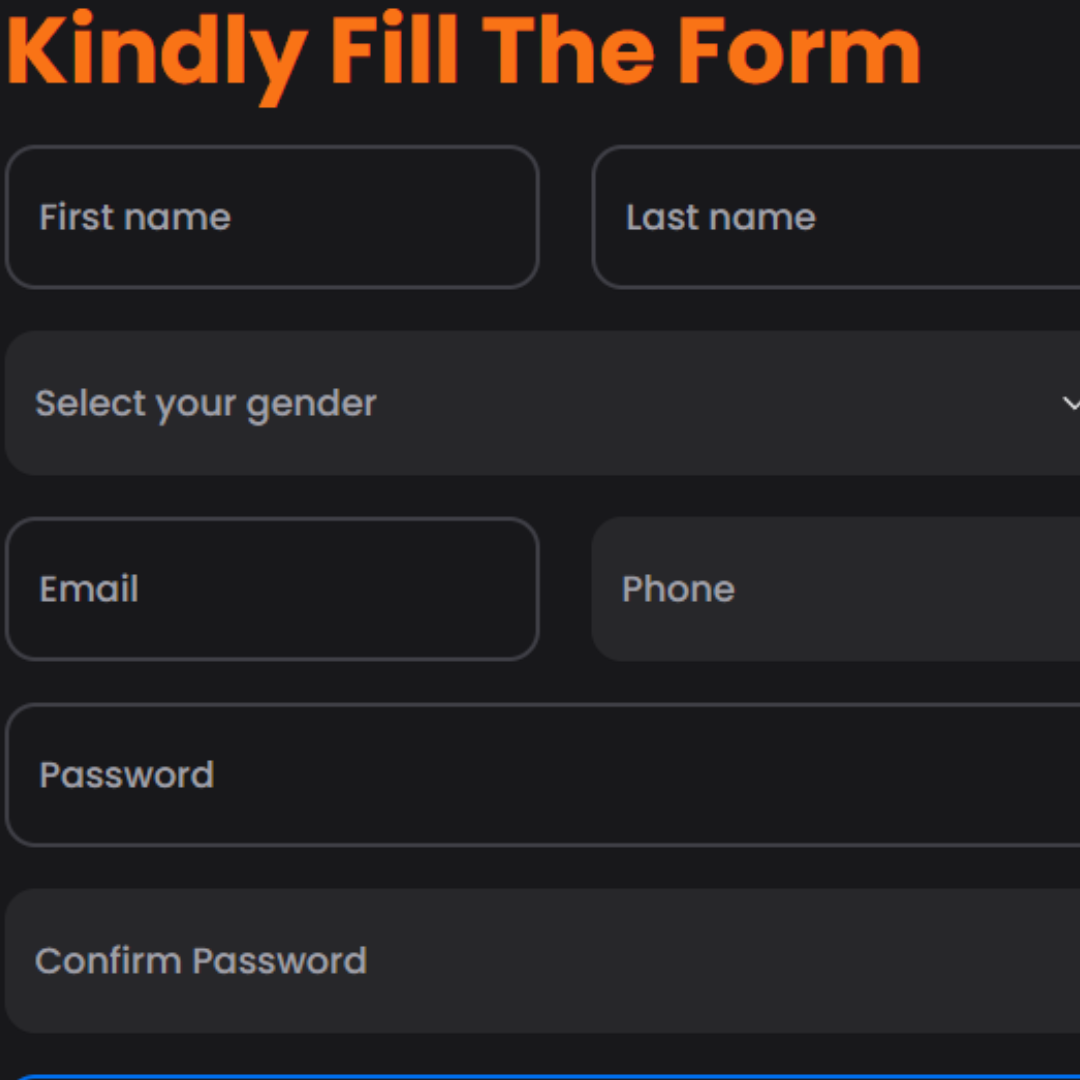 Kindly Fill The Form
First name
Last name
Select your gender
Email
Phone
Password
Confirm Password